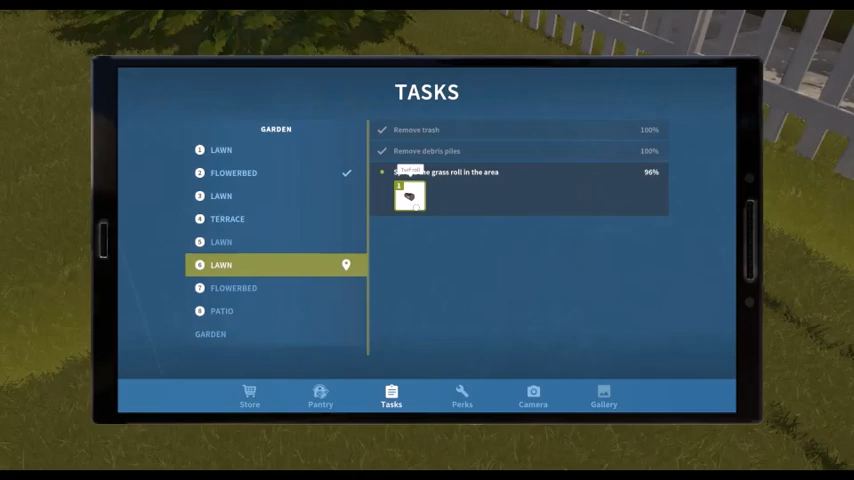 TASKS
GARDEN
1 LAWN
2 FLOWERBED
3 LAWN
4 TERRACE
5 LAWN
6 LAWN
7 FLOWERBED
8 PATIO
GARDEN
Remove trash 100%
Remove debris piles 100%
Turf roll
grass roll in the area 96%
1
Store
Pantry
Tasks
Perks
Camera
Gallery